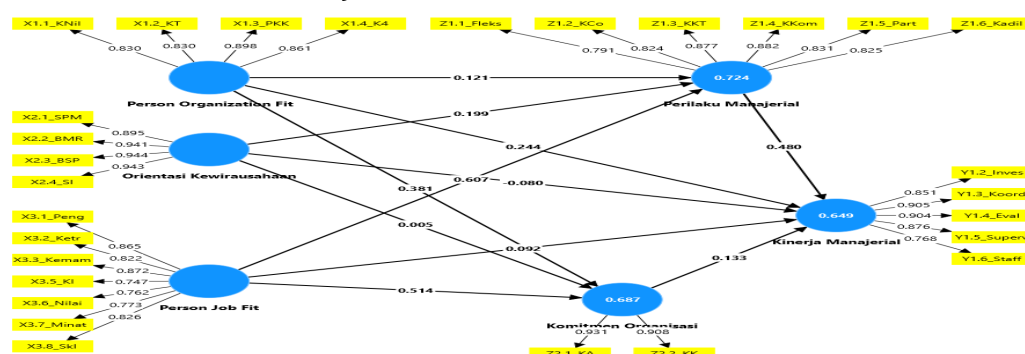 X1.1_KNil X1.2_KT X1.3_PKK X1.4_K4 Z1.1_Fleks Z1.2_KCo Z1.3_KKT Z1.4_KKom Z1.5_Part Z1.6_Kadil
0.830 0.830 0.898 0.861 0.791 0.824 0.877 0.882 0.831 0.825
0.121 0.724
Person Organization Fit Perilaku Manajerial
X2.1_SPM 0.199
0.895
X2.2_BMR 0.941
X2.3_BSP 0.944
X2.4_SI 0.943
0.244 0.480
Orientasi Kewirausahaan
0.381 0.607 -0.080
0.005
Y1.2_Inves
0.851
Y1.3_Koord
0.905
0.649 0.904 Y1.4_Eval
0.876 Y1.5_Superv
0.768
Kinerja Manajerial
Y1.6_Staff
X3.1_Peng
X3.2_Ketr 0.865
X3.3_Kemam 0.822
0.872
X3.5_KI 0.747
X3.6_Nilai 0.762
X3.7_Minat 0.773
X3.8_Skl 0.826
0.092
0.133
0.514 0.687
Person Job Fit
Komitmen Organisasi
0.931 0.908